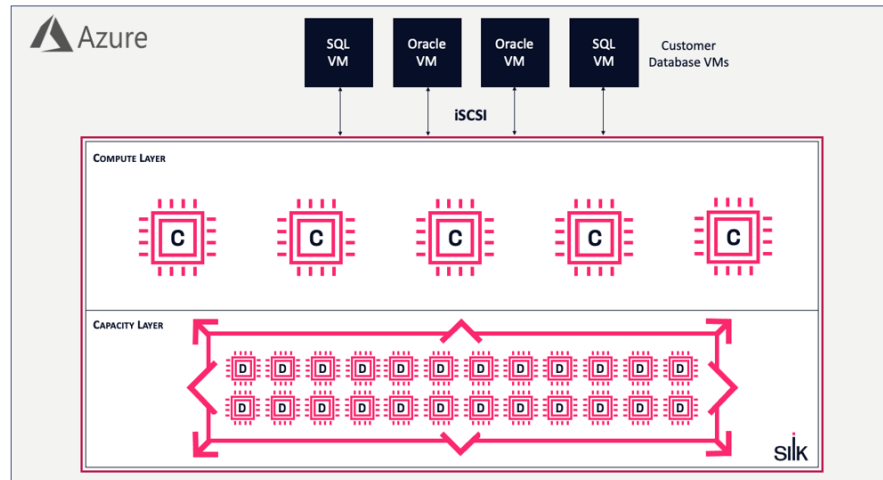 Azure
SQL
VM
Oracle
VM
Oracle
VM
SQL
VM
Customer
Database VMs
iSCSI
COMPUTE LAYER
C C C C C
CAPACITY LAYER
D D D D D D D D D D D
D D D D D D D D D D D
silk